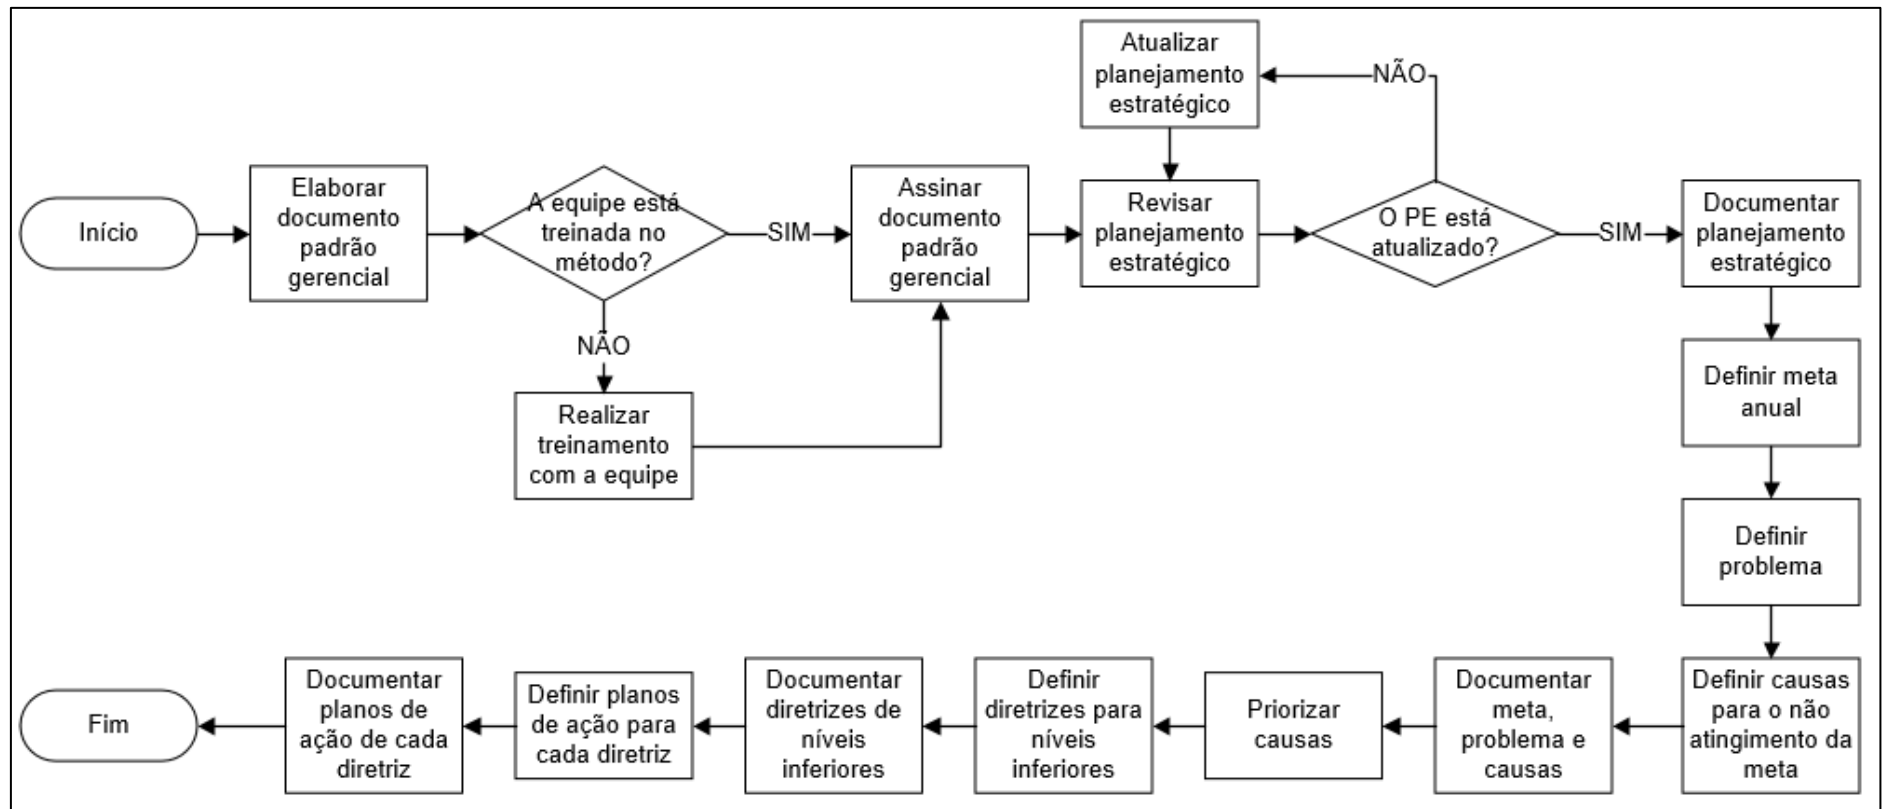 Início
Elaborar
documento
padrão
gerencial
A equipe está
treinada no
método?
SIM
NÃO
Realizar
treinamento
com a equipe
Assinar
documento
padrão
gerencial
Revisar
planejamento
estratégico
Atualizar
planejamento
estratégico
O PE está
atualizado?
NÃO
SIM
Documentar
planejamento
estratégico
Definir meta
anual
Definir
problema
Definir causas
para o não
atingimento da
meta
Documentar
meta,
problema e
causas
Priorizar
causas
Definir
diretrizes para
níveis
inferiores
Documentar
diretrizes de
níveis
inferiores
Definir planos
de ação para
cada diretriz
Documentar
planos de
ação de cada
diretriz
Fim